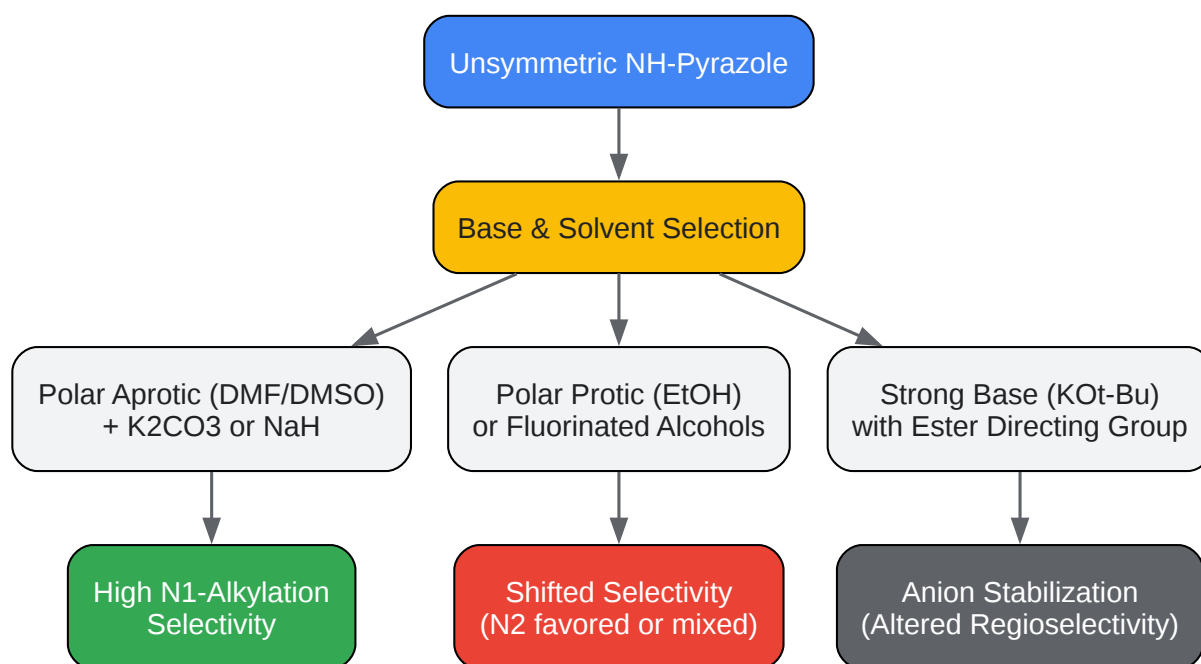 Unsymmetric NH-Pyrazole
Base & Solvent Selection
Polar Aprotic (DMF/DMSO)
+ K2CO3 or NaH
Polar Protic (EtOH)
or Fluorinated Alcohols
Strong Base (KOt-Bu)
with Ester Directing Group
High N1-Alkylation
Selectivity
Shifted Selectivity
(N2 favored or mixed)
Anion Stabilization
(Altered Regioselectivity)